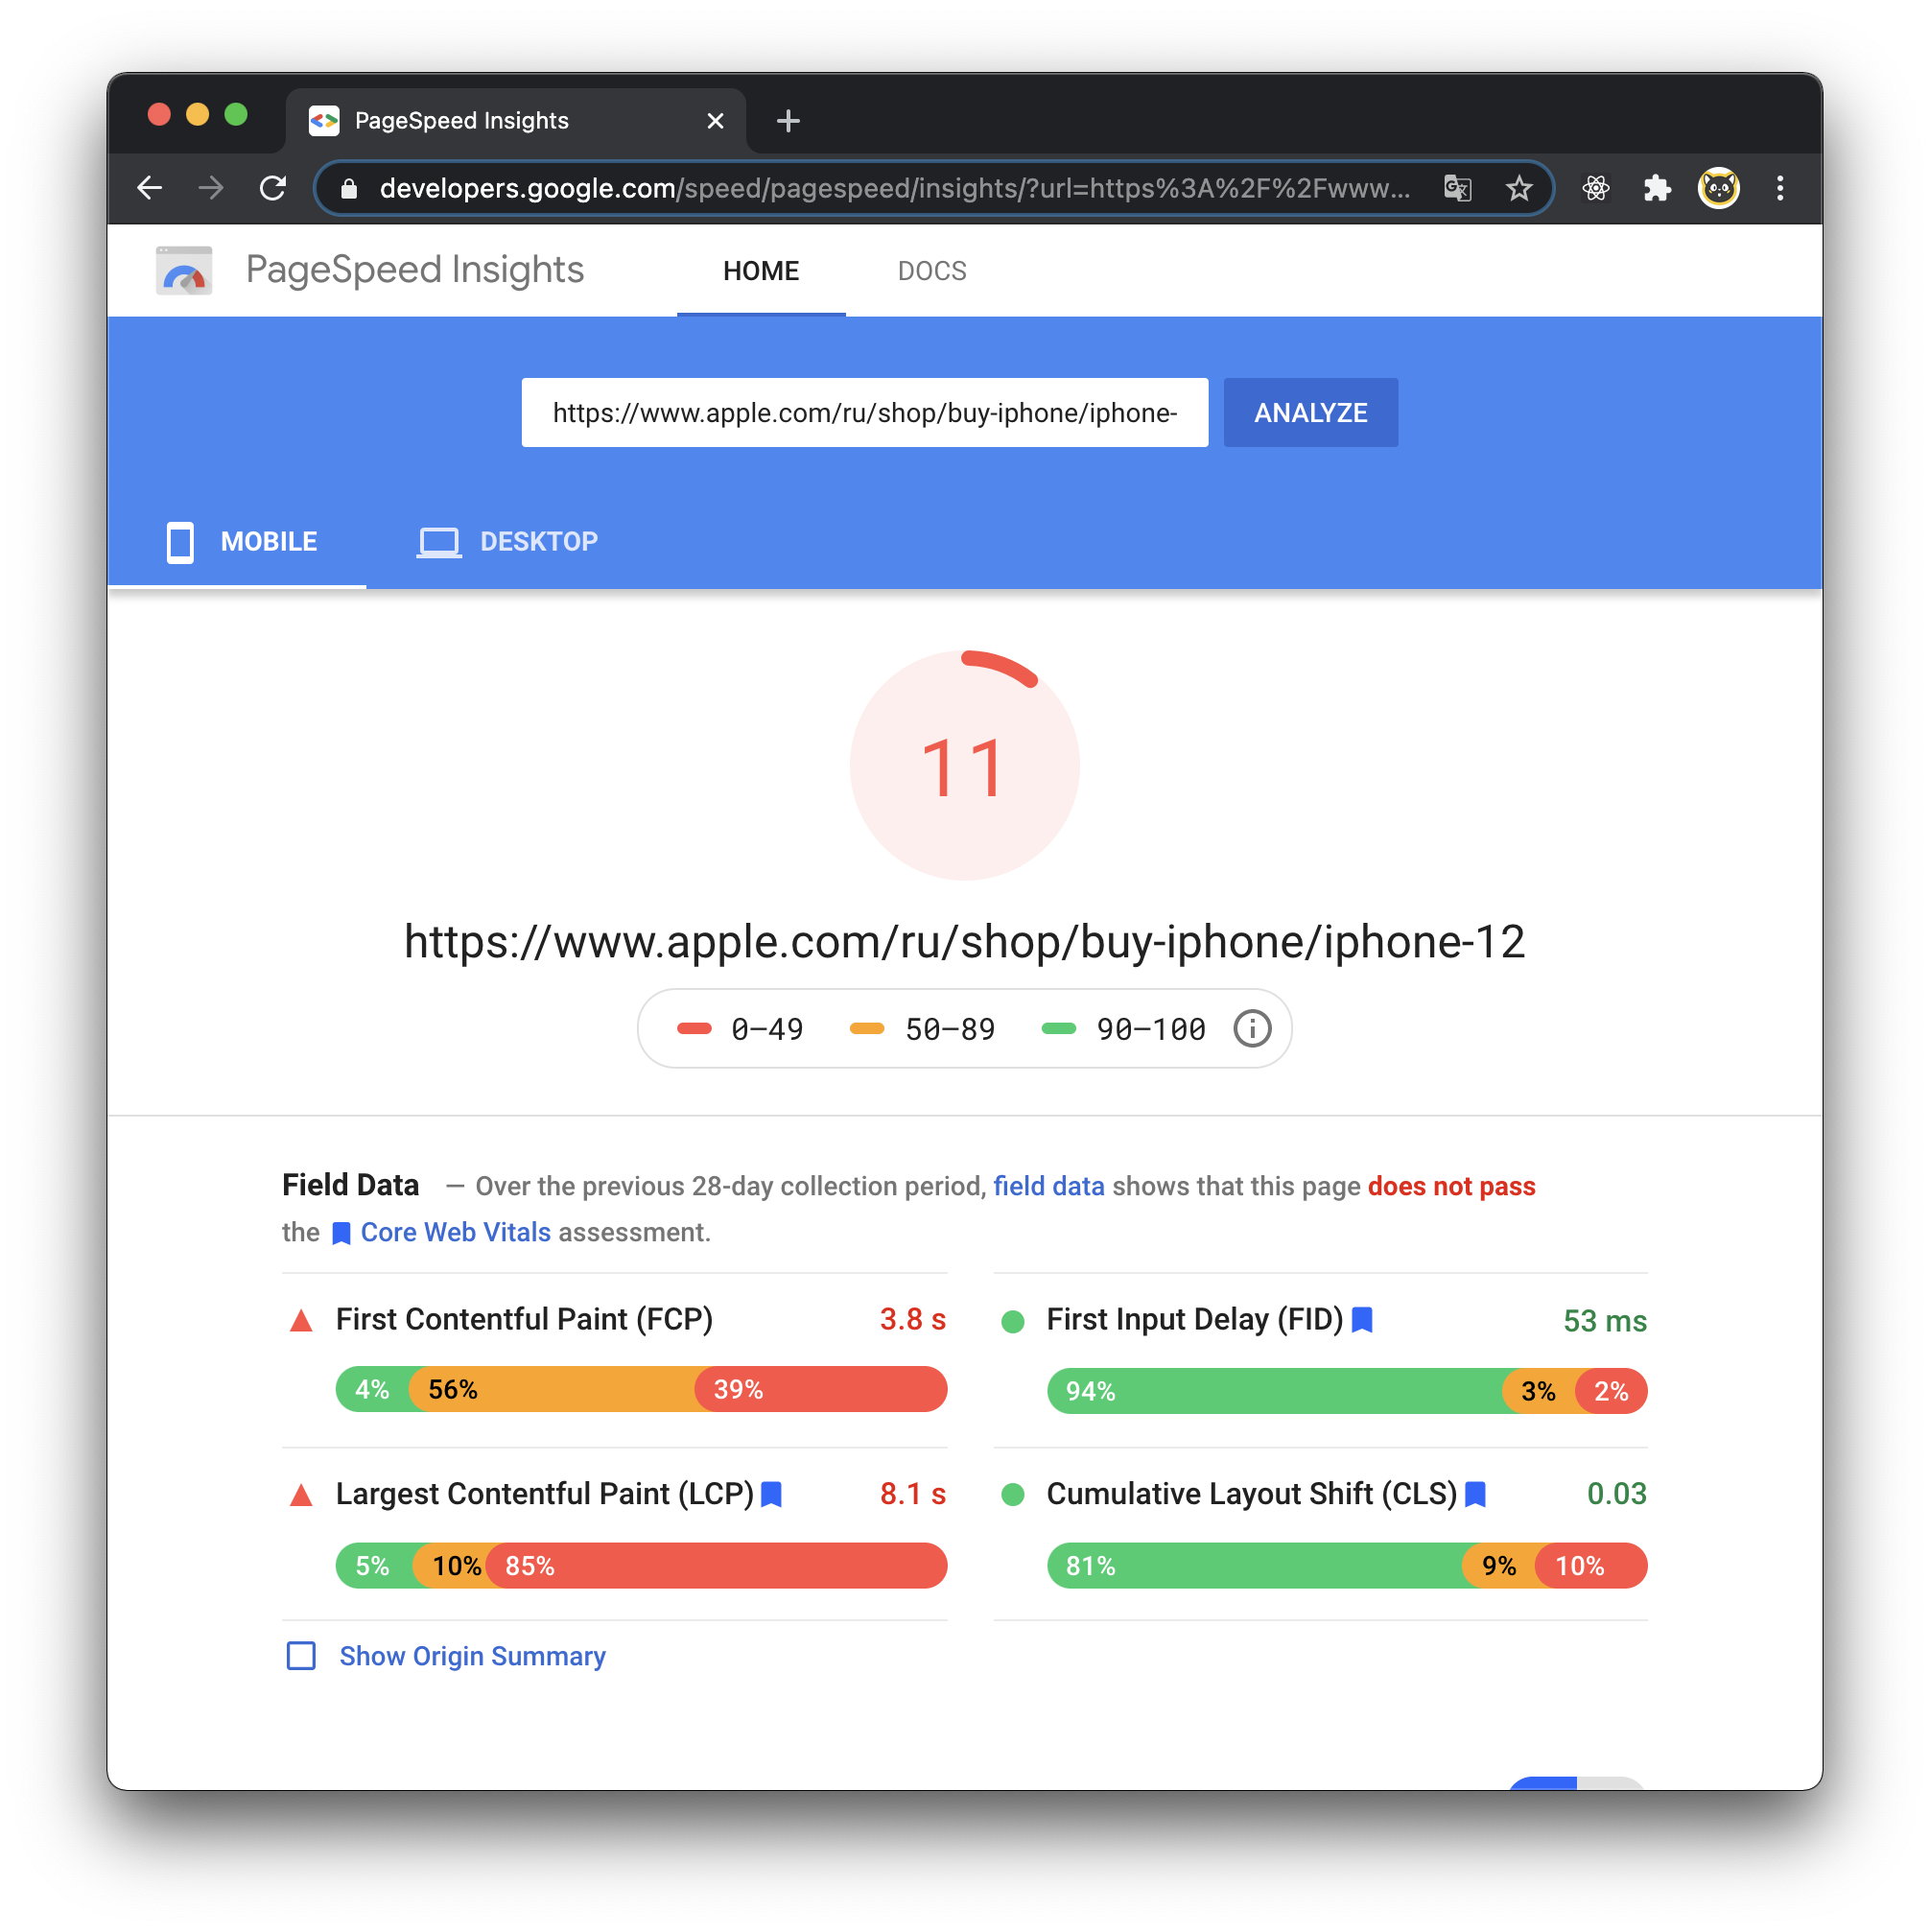 PageSpeed Insights
developers.google.com/speed/pagespeed/insights/?url=https%3A%2F%2Fwww...
PageSpeed Insights HOME DOCS
https://www.apple.com/ru/shop/buy-iphone/iphone- ANALYZE
MOBILE DESKTOP
11
https://www.apple.com/ru/shop/buy-iphone/iphone-12
0–49 50–89 90–100
Field Data — Over the previous 28-day collection period, field data shows that this page does not pass
the Core Web Vitals assessment.
First Contentful Paint (FCP) 3.8 s
4% 56% 39%
First Input Delay (FID) 53 ms
94% 3% 2%
Largest Contentful Paint (LCP) 8.1 s
5% 10% 85%
Cumulative Layout Shift (CLS) 0.03
81% 9% 10%
Show Origin Summary